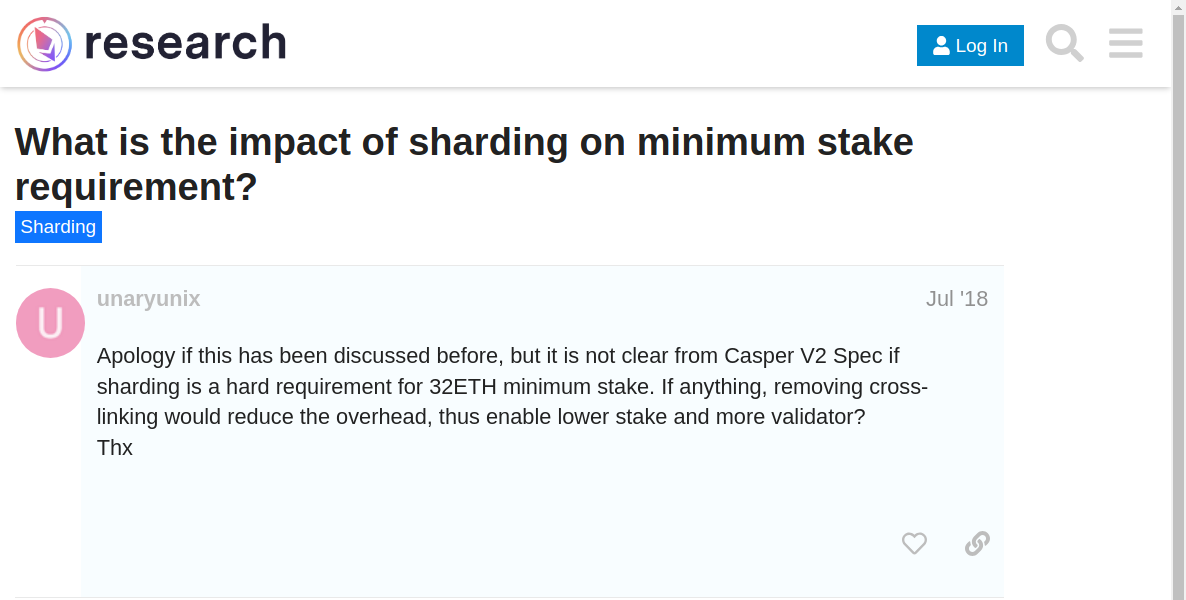 research
Log In
What is the impact of sharding on minimum stake
requirement?
Sharding
U
unaryunix
Jul '18
Apology if this has been discussed before, but it is not clear from Casper V2 Spec if
sharding is a hard requirement for 32ETH minimum stake. If anything, removing cross-
linking would reduce the overhead, thus enable lower stake and more validator?
Thx